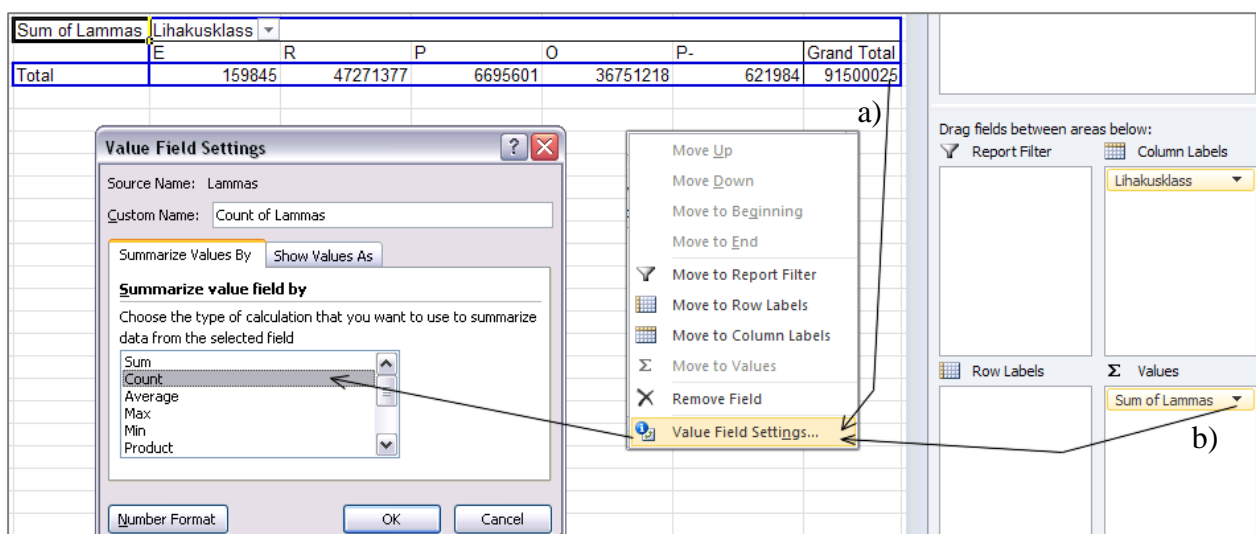 Sum of Lammas Lihakusklass
E R P O P- Grand Total
Total 159845 47271377 6695601 36751218 621984 91500025
a)
Value Field Settings
Source Name: Lammas
Custom Name: Count of Lammas
Summarize Values By Show Values As
Summarize value field by
Choose the type of calculation that you want to use to summarize
data from the selected field
Sum
Count
Average
Max
Min
Product
Number Format OK Cancel
Move Up
Move Down
Move to Beginning
Move to End
Move to Report Filter
Move to Row Labels
Move to Column Labels
Σ Move to Values
Remove Field
Value Field Settings...
Drag fields between areas below:
Report Filter Column Labels
Lihakusklass
Row Labels Σ Values
Sum of Lammas
b)